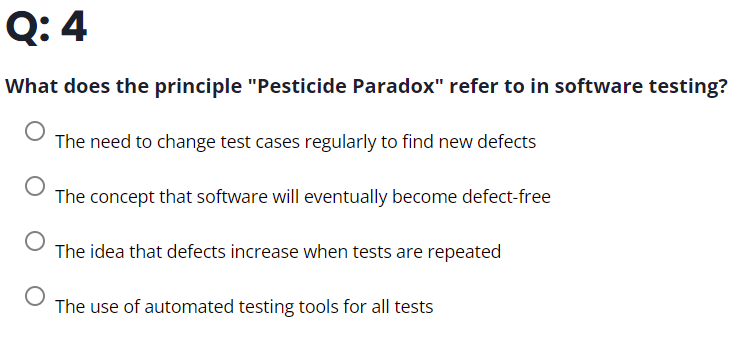 Q: 4
What does the principle "Pesticide Paradox" refer to in software testing?
The need to change test cases regularly to find new defects
The concept that software will eventually become defect-free
The idea that defects increase when tests are repeated
The use of automated testing tools for all tests